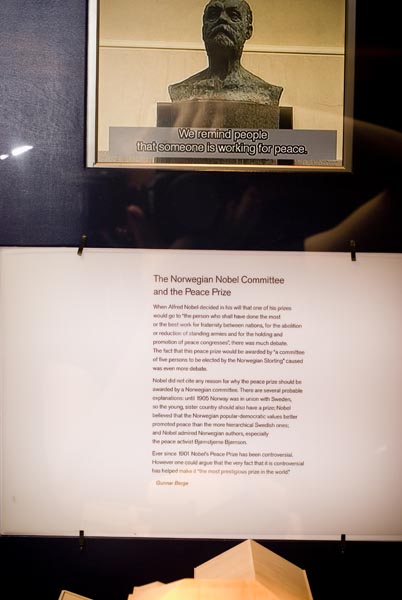 We remind people
that someone is working for peace.
The Norwegian Nobel Committee
and the Peace Prize
When Alfred Nobel decided in his will that one of his prizes
would go to "the person who shall have done the most
or the best work for fraternity between nations, for the abolition
or reduction of standing armies and for the holding and
promotion of peace congresses", there was much debate.
The fact that this peace prize would be awarded by "a committee
of five persons to be elected by the Norwegian Storting" caused
was even more debate.
Nobel did not cite any reason for why the peace prize should be
awarded by a Norwegian committee. There are several probable
explanations: until 1905 Norway was in union with Sweden,
so the young, sister country should also have a prize; Nobel
believed that the Norwegian popular-democratic values better
promoted peace than the more hierarchical Swedish ones;
and Nobel admired Norwegian authors, especially
the peace activist Bjørnstjerne Bjørnson.
Ever since 1901 Nobel's Peace Prize has been controversial.
However one could argue that the very fact that it is controversial
has helped make it "the most prestigious prize in the world"
Gunnar Berge